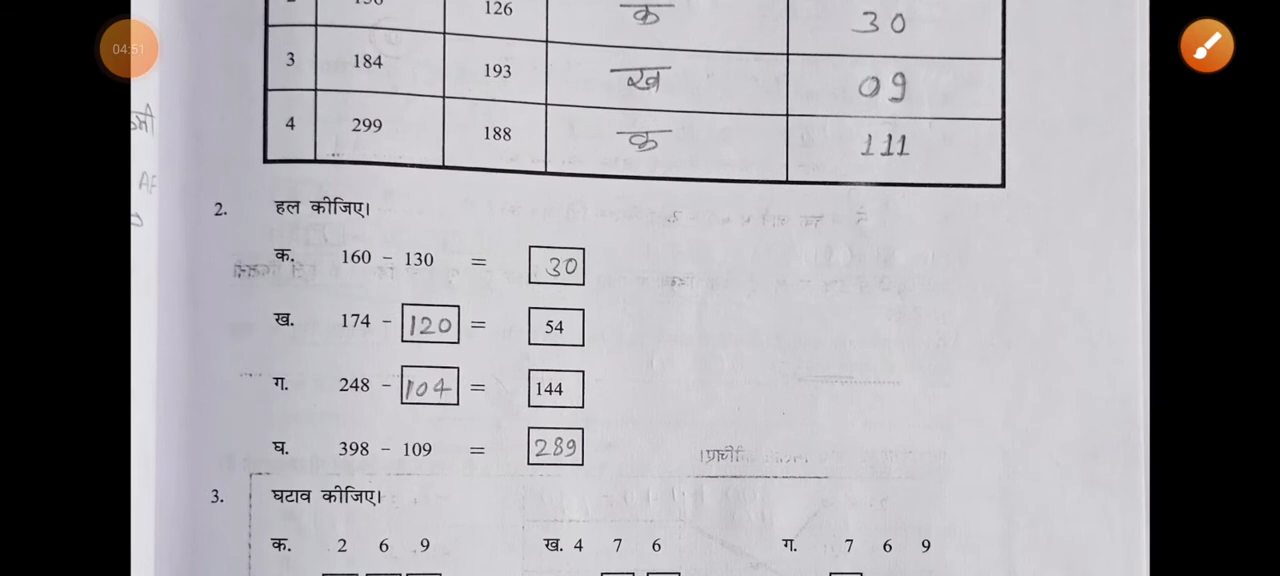 04:51
126 क 30
3 184 193 ख 09
4 299 188 क 111
2. हल कीजिए।
क. 160 - 130 = 30
ख. 174 - 120 = 54
ग. 248 - 104 = 144
घ. 398 - 109 = 289
3. घटाव कीजिए।
क. 2 6 9 ख. 4 7 6 ग. 7 6 9